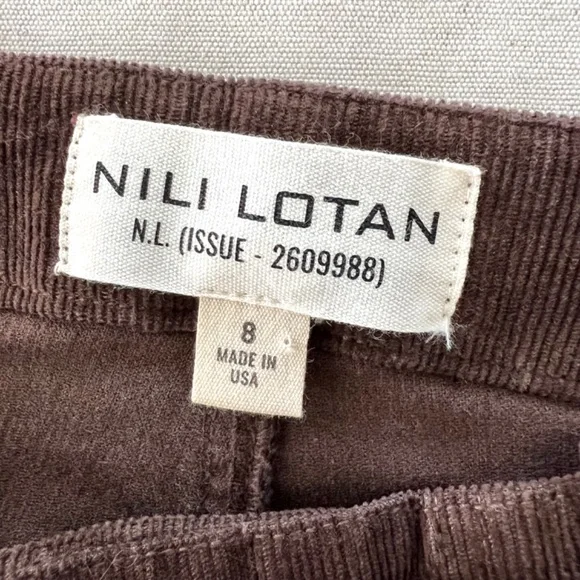 NILI LOTAN
N.L. (ISSUE - 2609988)
8
MADE IN
USA